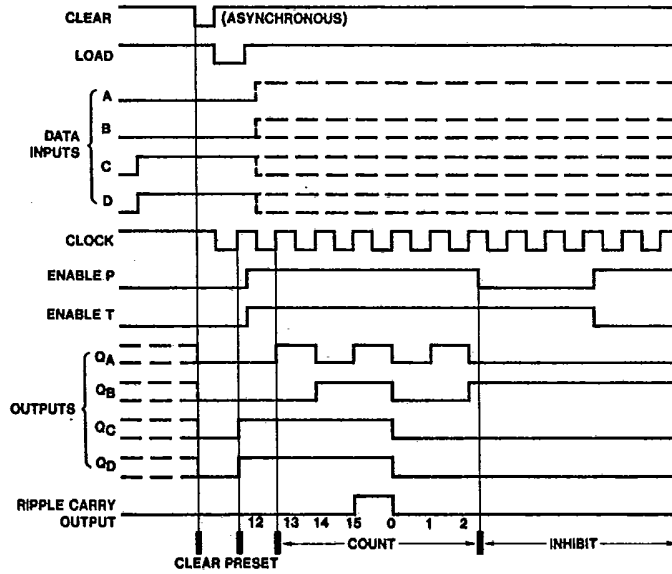 CLEAR
(ASYNCHRONOUS)
LOAD
A
B
DATA
INPUTS
C
D
CLOCK
ENABLE P
ENABLE T
QA
QB
OUTPUTS
QC
QD
RIPPLE CARRY
OUTPUT
12 13 14 15 0 1 2
COUNT INHIBIT
CLEAR PRESET